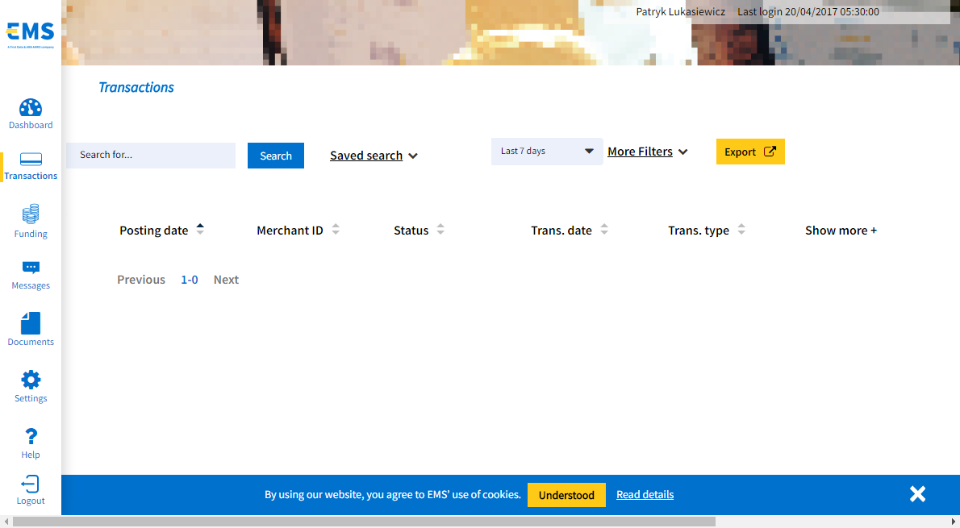 Patryk Lukasiewicz Last login 20/04/2017 05:30:00
EMS
Transactions
Dashboard
Search for...
Search
Saved search
Last 7 days
More Filters
Export
Transactions
Posting date
Merchant ID
Status
Trans. date
Trans. type
Show more +
Funding
Previous 1-0 Next
Messages
Documents
Settings
Help
Logout
By using our website, you agree to EMS' use of cookies.
Understood
Read details